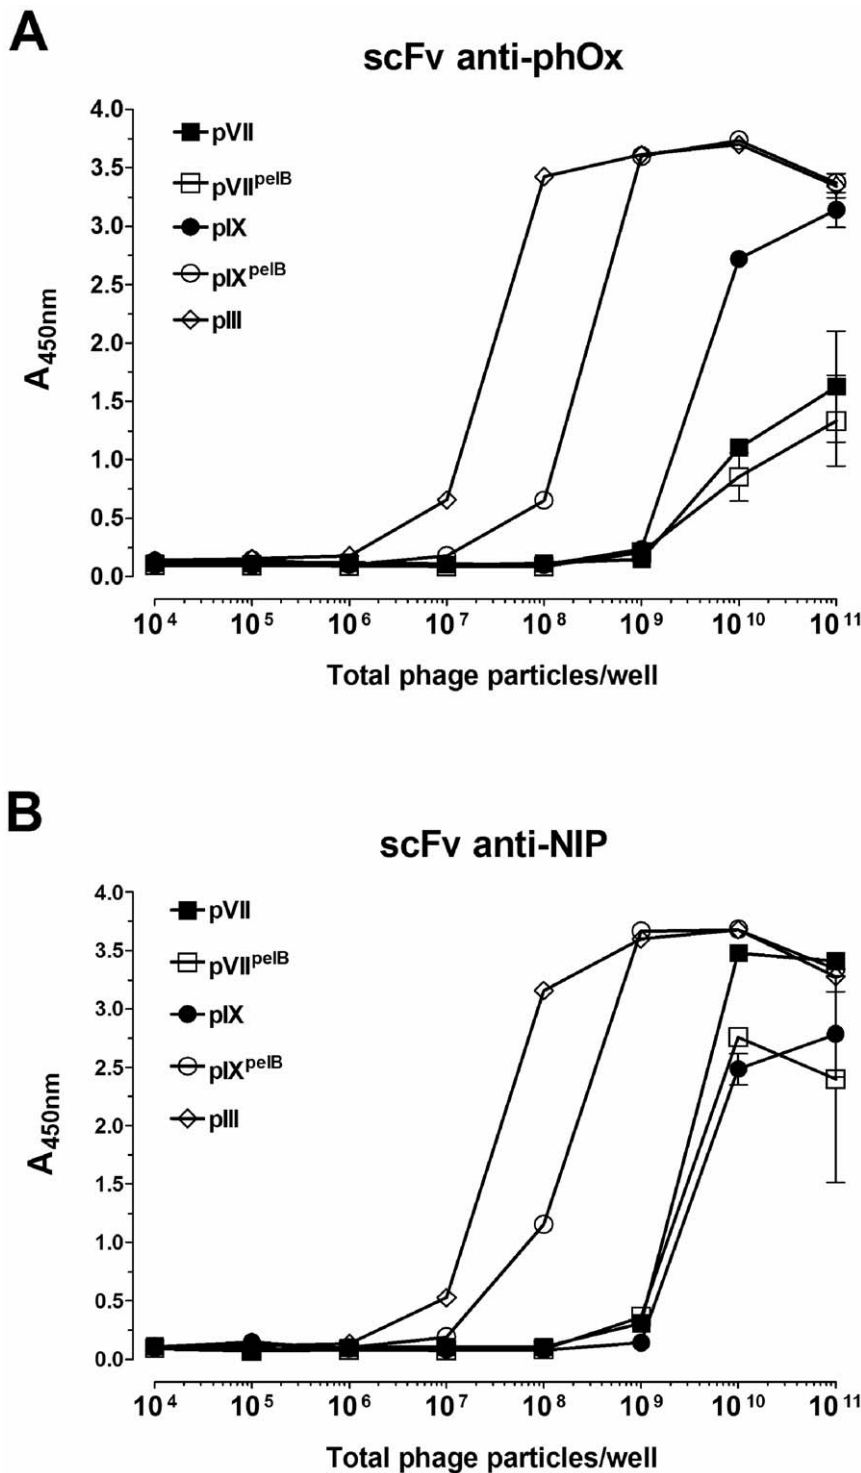 A
scFv anti-phOx
4.0
3.5
3.0
2.5
2.0
1.5
1.0
0.5
0.0
A450nm
pVII
pVIIpelB
pIX
pIXpelB
pIII
10^4 10^5 10^6 10^7 10^8 10^9 10^10 10^11
Total phage particles/well
B
scFv anti-NIP
4.0
3.5
3.0
2.5
2.0
1.5
1.0
0.5
0.0
A450nm
pVII
pVIIpelB
pIX
pIXpelB
pIII
10^4 10^5 10^6 10^7 10^8 10^9 10^10 10^11
Total phage particles/well